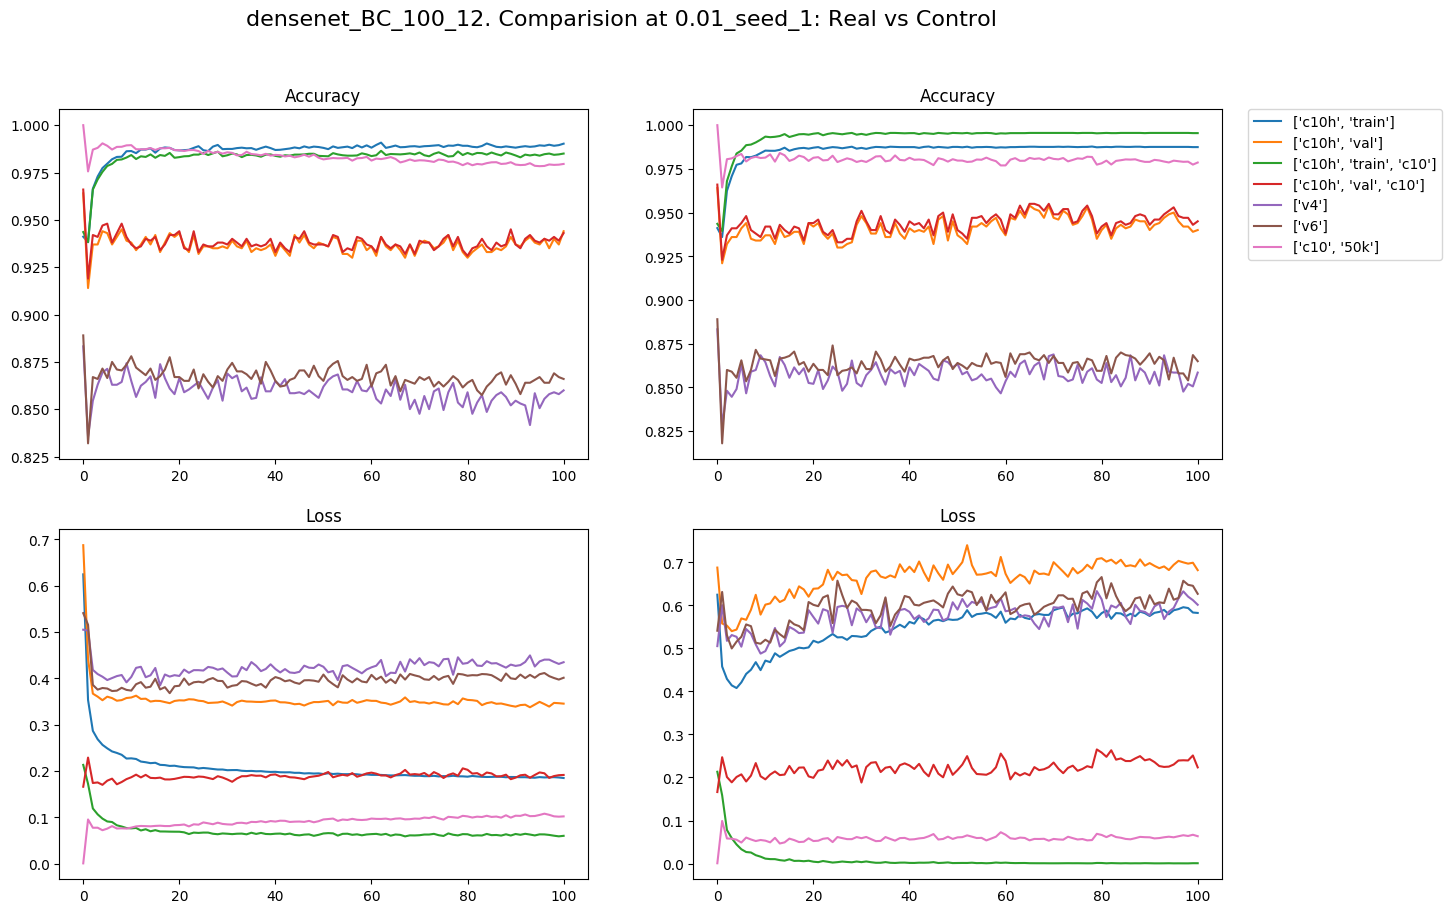 densenet_BC_100_12. Comparision at 0.01_seed_1: Real vs Control
Accuracy
1.000
0.975
0.950
0.925
0.900
0.875
0.850
0.825
0 20 40 60 80 100
Accuracy
1.000
0.975
0.950
0.925
0.900
0.875
0.850
0.825
0 20 40 60 80 100
['c10h', 'train']
['c10h', 'val']
['c10h', 'train', 'c10']
['c10h', 'val', 'c10']
['v4']
['v6']
['c10', '50k']
Loss
0.7
0.6
0.5
0.4
0.3
0.2
0.1
0.0
0 20 40 60 80 100
Loss
0.7
0.6
0.5
0.4
0.3
0.2
0.1
0.0
0 20 40 60 80 100